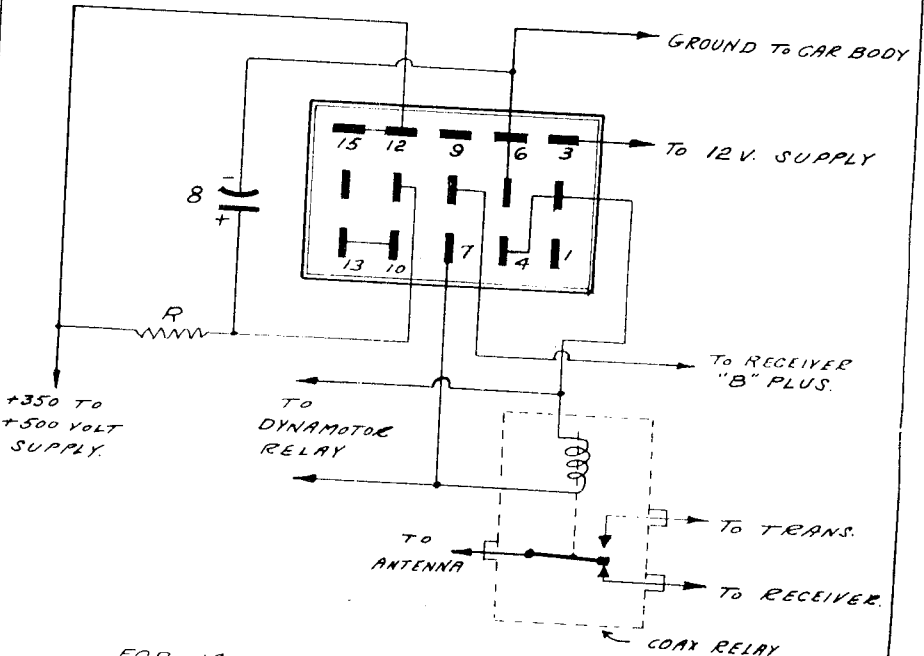 GROUND TO CAR BODY
15 12 9 6 3
TO 12 V. SUPPLY
8
-
+
13 10 7 4 1
R
TO RECEIVER
"B" PLUS.
+350 TO
+500 VOLT
SUPPLY.
TO
DYNAMOTOR
RELAY
TO TRANS.
TO
ANTENNA
TO RECEIVER.
COAX RELAY
FOR